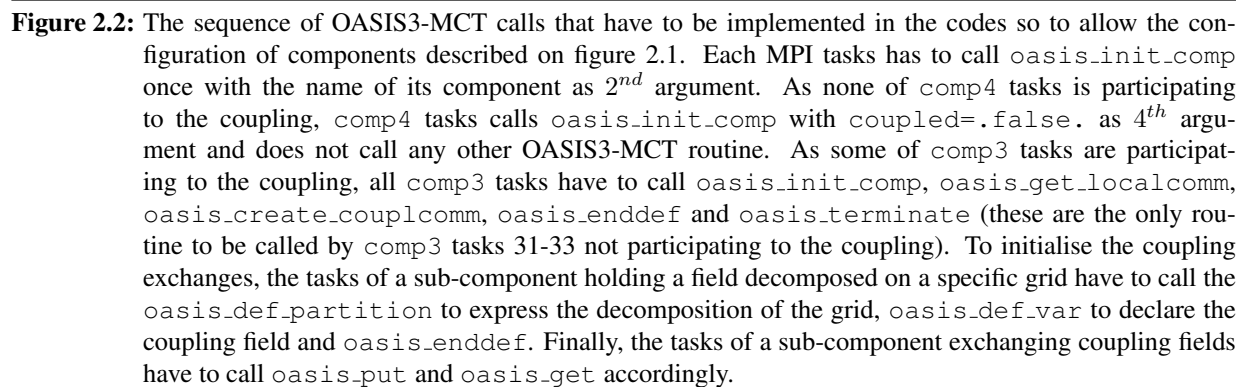 Figure 2.2: The sequence of OASIS3-MCT calls that have to be implemented in the codes so to allow the con-
figuration of components described on figure 2.1. Each MPI tasks has to call oasis_init_comp
once with the name of its component as 2nd argument. As none of comp4 tasks is participating
to the coupling, comp4 tasks calls oasis_init_comp with coupled=.false. as 4th argu-
ment and does not call any other OASIS3-MCT routine. As some of comp3 tasks are participat-
ing to the coupling, all comp3 tasks have to call oasis_init_comp, oasis_get_localcomm,
oasis_create_couplcomm, oasis_enddef and oasis_terminate (these are the only rou-
tine to be called by comp3 tasks 31-33 not participating to the coupling). To initialise the coupling
exchanges, the tasks of a sub-component holding a field decomposed on a specific grid have to call the
oasis_def_partition to express the decomposition of the grid, oasis_def_var to declare the
coupling field and oasis_enddef. Finally, the tasks of a sub-component exchanging coupling fields
have to call oasis_put and oasis_get accordingly.